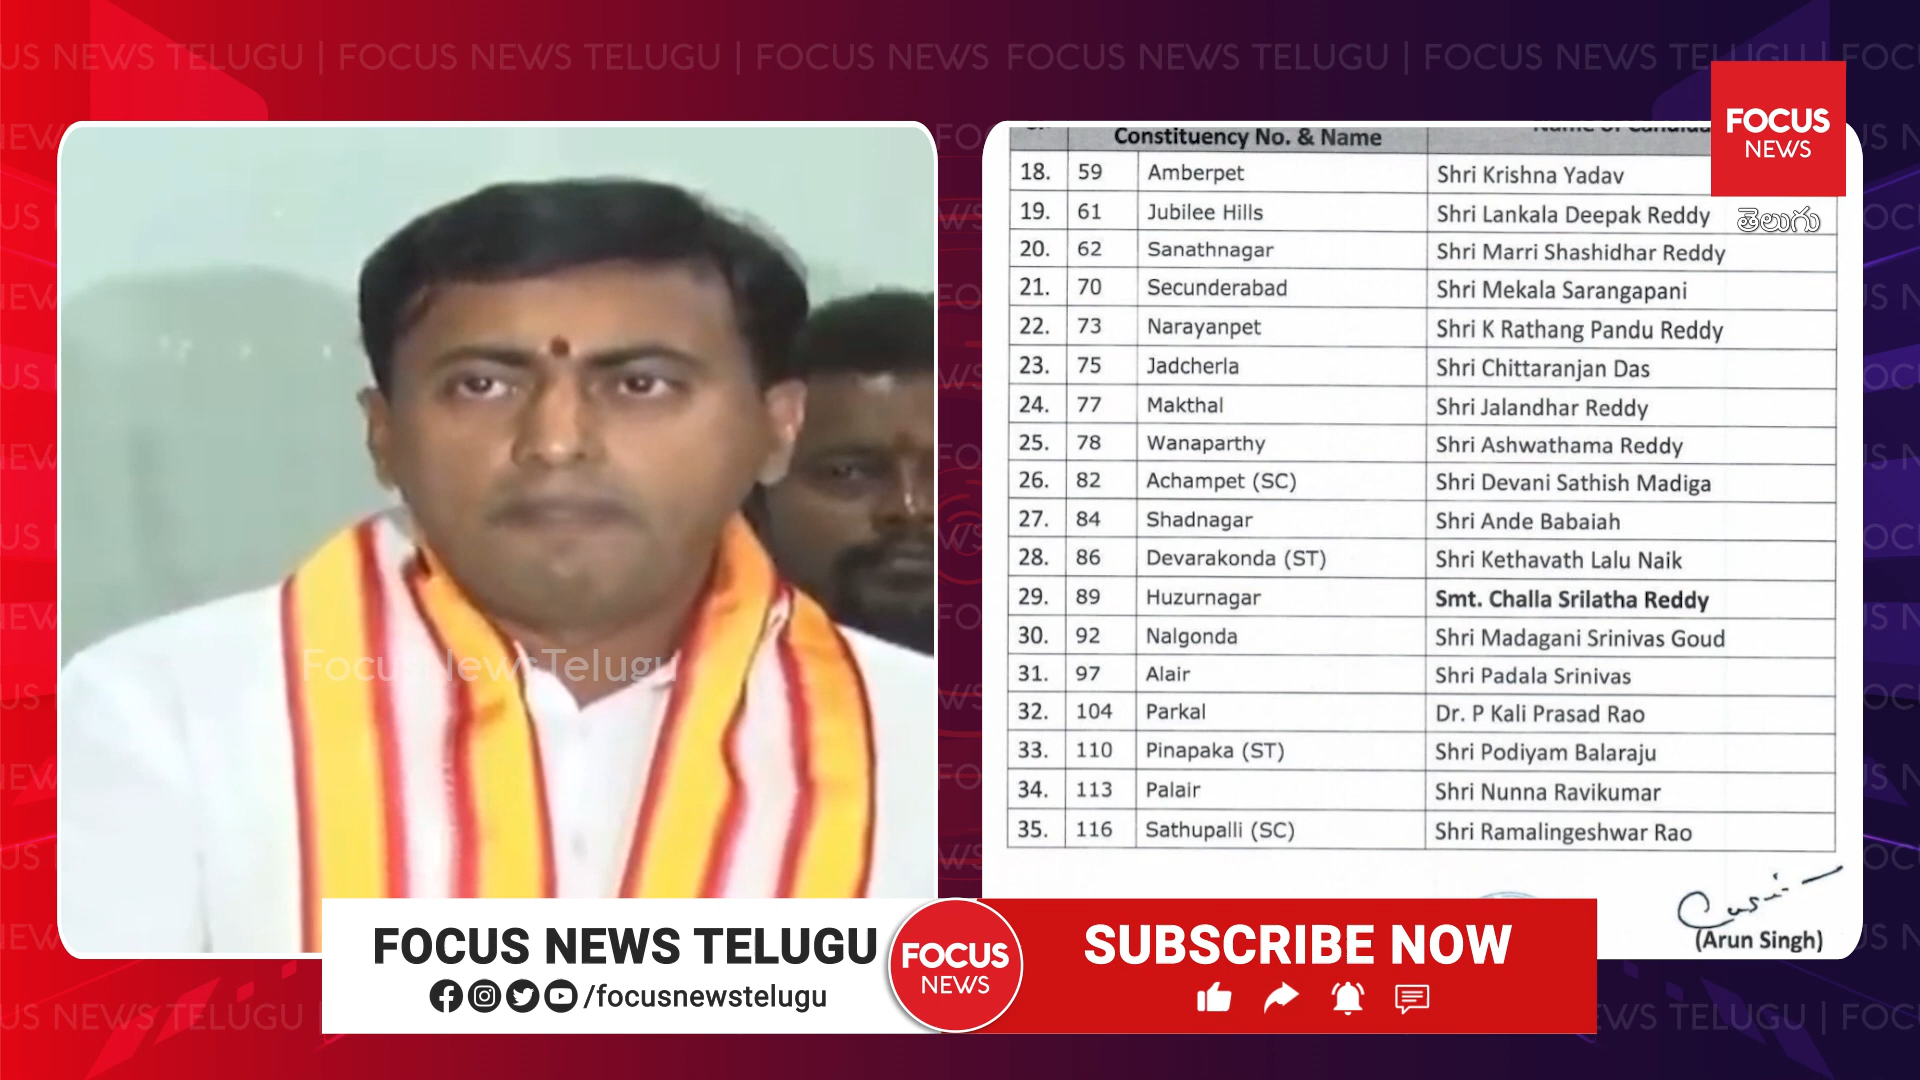 US NEWS TELUGU | FOCUS NEWS TELUGU | FOCUS NEWS FOCUS NEWS TELUGU | FOCUS NEWS TELUGU | FOCUS
FOCUS
NEWS
తెలుగు
Constituency No. & Name
18. 59 Amberpet Shri Krishna Yadav
19. 61 Jubilee Hills Shri Lankala Deepak Reddy
20. 62 Sanathnagar Shri Marri Shashidhar Reddy
21. 70 Secunderabad Shri Mekala Sarangapani
22. 73 Narayanpet Shri K Rathang Pandu Reddy
23. 75 Jadcherla Shri Chittaranjan Das
24. 77 Makthal Shri Jalandhar Reddy
25. 78 Wanaparthy Shri Ashwathama Reddy
26. 82 Achampet (SC) Shri Devani Sathish Madiga
27. 84 Shadnagar Shri Ande Babaiah
28. 86 Devarakonda (ST) Shri Kethavath Lalu Naik
29. 89 Huzurnagar Smt. Challa Srilatha Reddy
30. 92 Nalgonda Shri Madagani Srinivas Goud
31. 97 Alair Shri Padala Srinivas
32. 104 Parkal Dr. P Kali Prasad Rao
33. 110 Pinapaka (ST) Shri Podiyam Balaraju
34. 113 Palair Shri Nunna Ravikumar
35. 116 Sathupalli (SC) Shri Ramalingeshwar Rao
(Arun Singh)
FocusNewsTelugu
FOCUS NEWS TELUGU
/focusnewstelugu
FOCUS
NEWS
SUBSCRIBE NOW